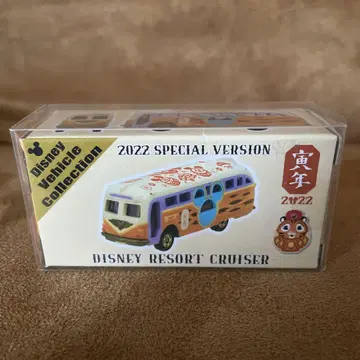 Disney
Vehicle
Collection
2022 SPECIAL VERSION
寅年
2022
DISNEY RESORT CRUISER